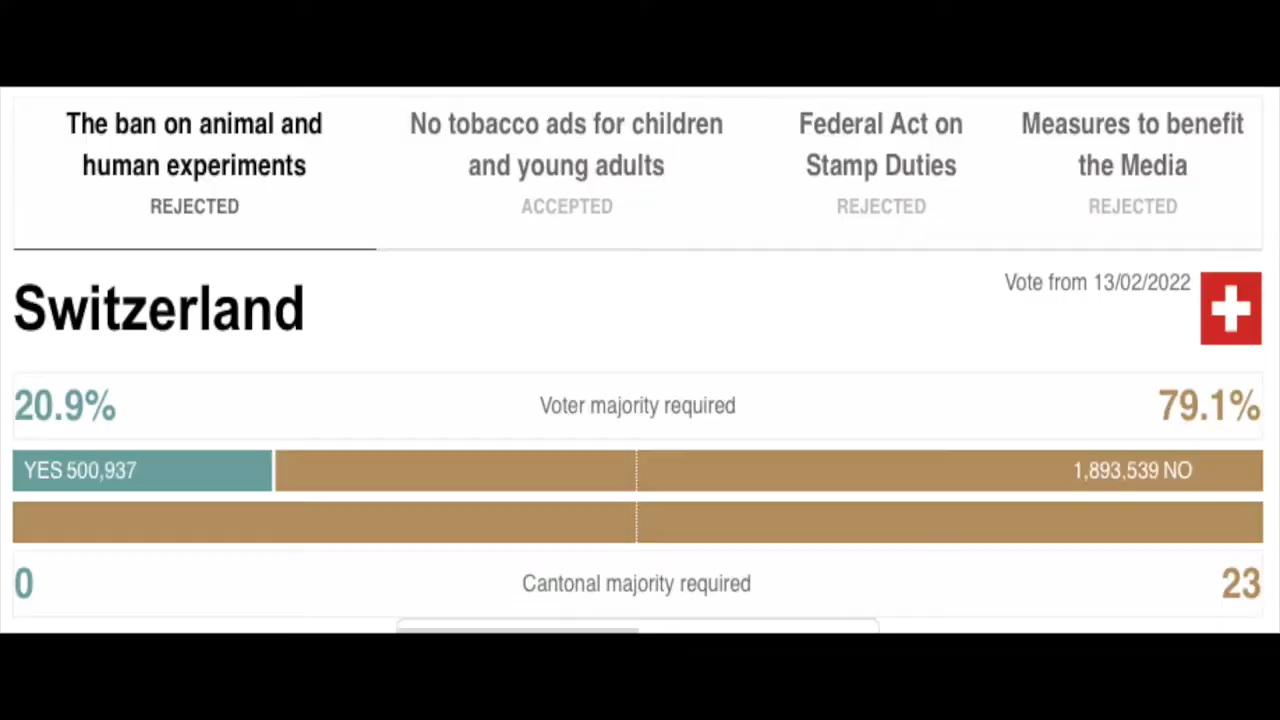 The ban on animal and
human experiments
REJECTED
No tobacco ads for children
and young adults
ACCEPTED
Federal Act on
Stamp Duties
REJECTED
Measures to benefit
the Media
REJECTED
Switzerland
Vote from 13/02/2022
20.9%
Voter majority required
79.1%
YES 500,937
1,893,539 NO
0
Cantonal majority required
23